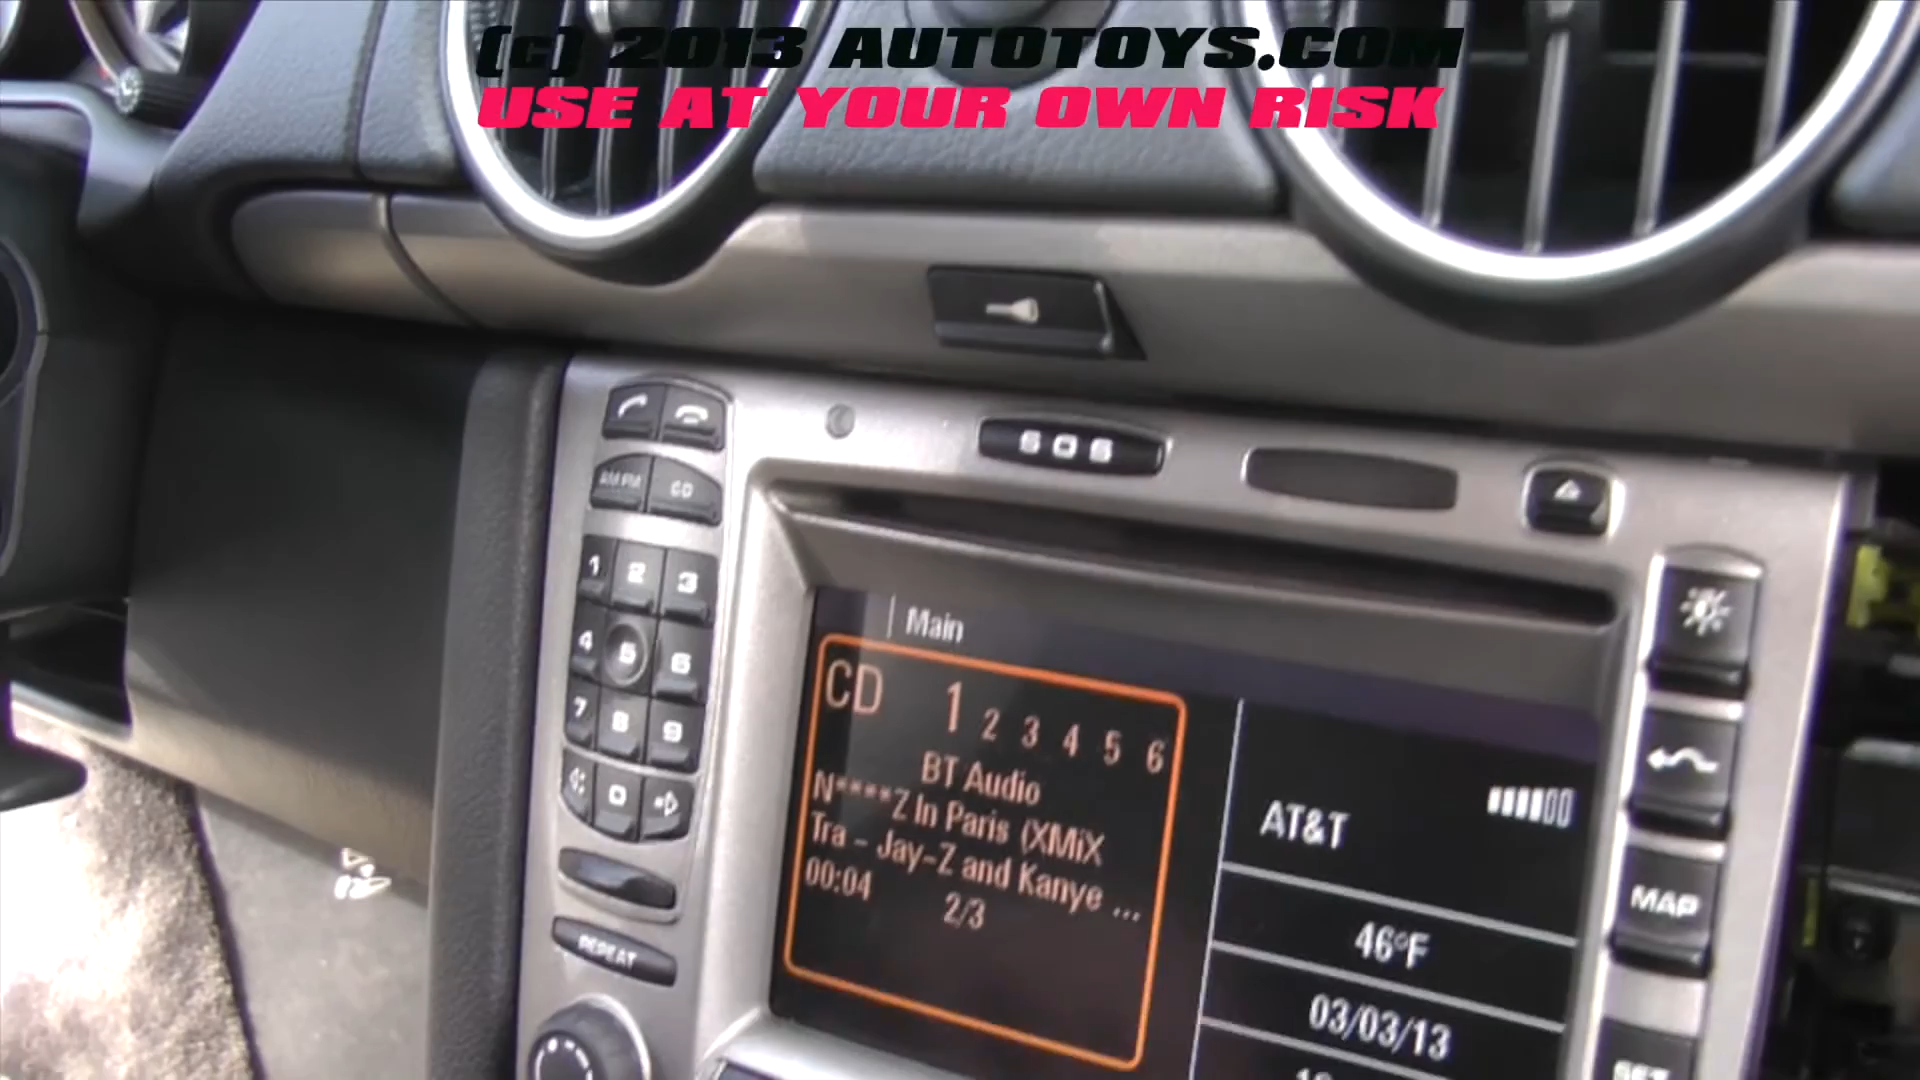 (c) 2013 AUTOTOYS.COM
USE AT YOUR OWN RISK
SOS
AM FM CD
1 2 3
4 5 6
7 8 9
0
REPEAT
Main
CD 1 2 3 4 5 6
BT Audio
N****Z In Paris (XMiX
Tra - Jay-Z and Kanye ...
00:04 2/3
AT&T
46°F
03/03/13
MAP
SET